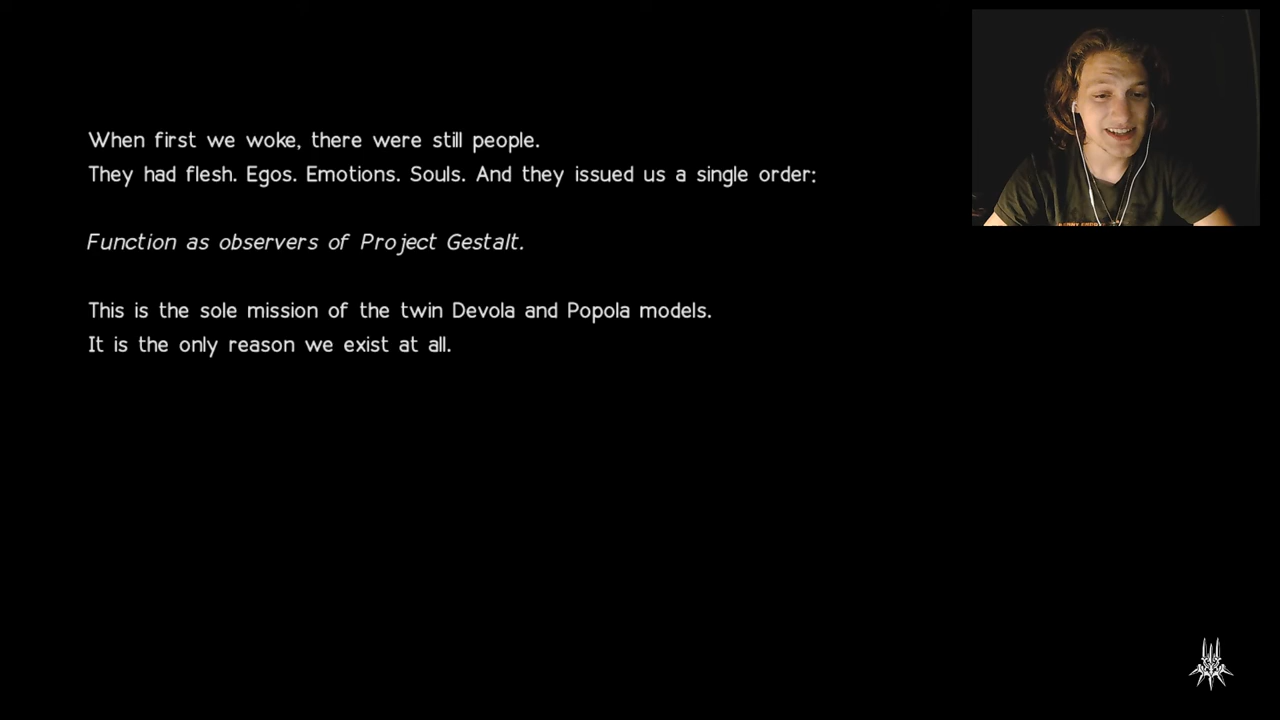 When first we woke, there were still people.
They had flesh. Egos. Emotions. Souls. And they issued us a single order:
Function as observers of Project Gestalt.
This is the sole mission of the twin Devola and Popola models.
It is the only reason we exist at all.